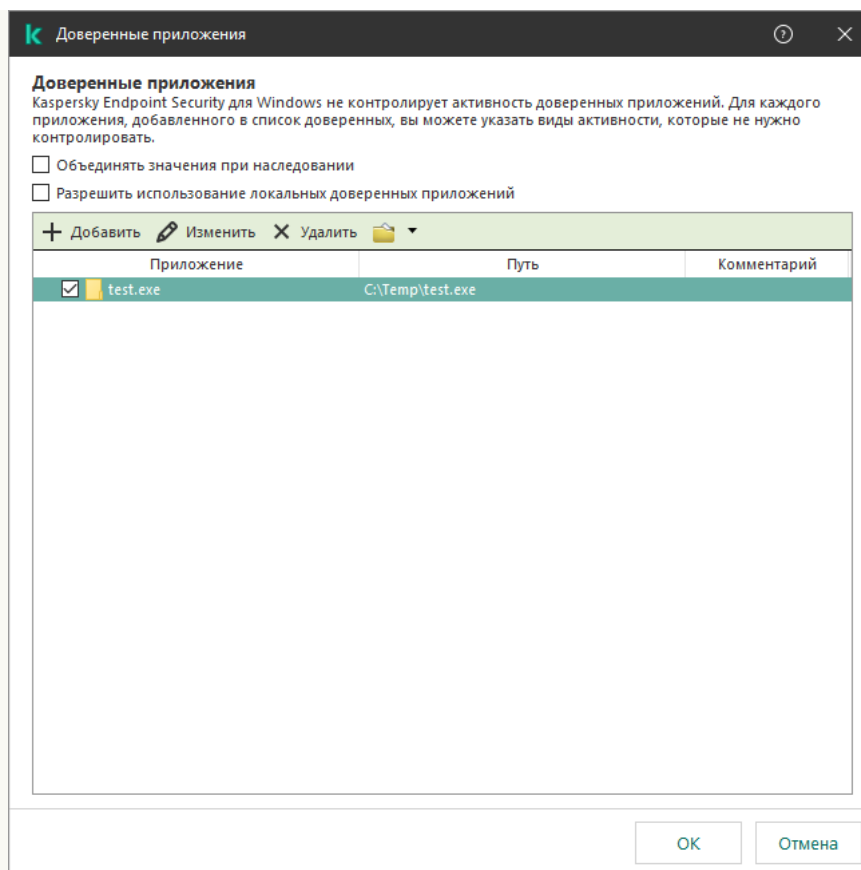 Доверенные приложения
Доверенные приложения
Kaspersky Endpoint Security для Windows не контролирует активность доверенных приложений. Для каждого
приложения, добавленного в список доверенных, вы можете указать виды активности, которые не нужно
контролировать.
Объединять значения при наследовании
Разрешить использование локальных доверенных приложений
Добавить Изменить Удалить
Приложение Путь Комментарий
test.exe C:\Temp\test.exe
OK Отмена